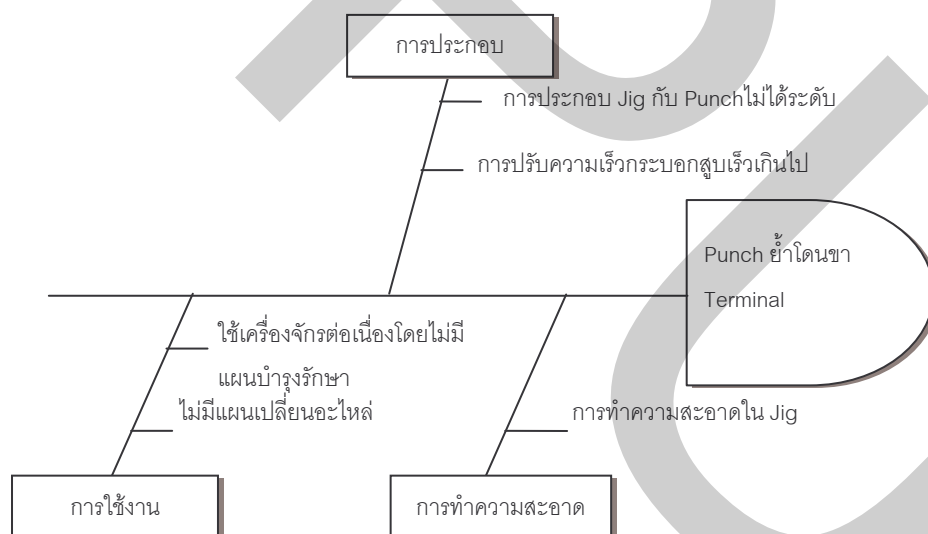 การประกอบ
การประกอบ Jig กับ Punchไม่ได้ระดับ
การปรับความเร็วกระบอกสูบเร็วเกินไป
Punch ย้ำโดนขา
Terminal
ใช้เครื่องจักรต่อเนื่องโดยไม่มี
แผนบำรุงรักษา
ไม่มีแผนเปลี่ยนอะไหล่
การทำความสะอาดใน Jig
การใช้งาน
การทำความสะอาด